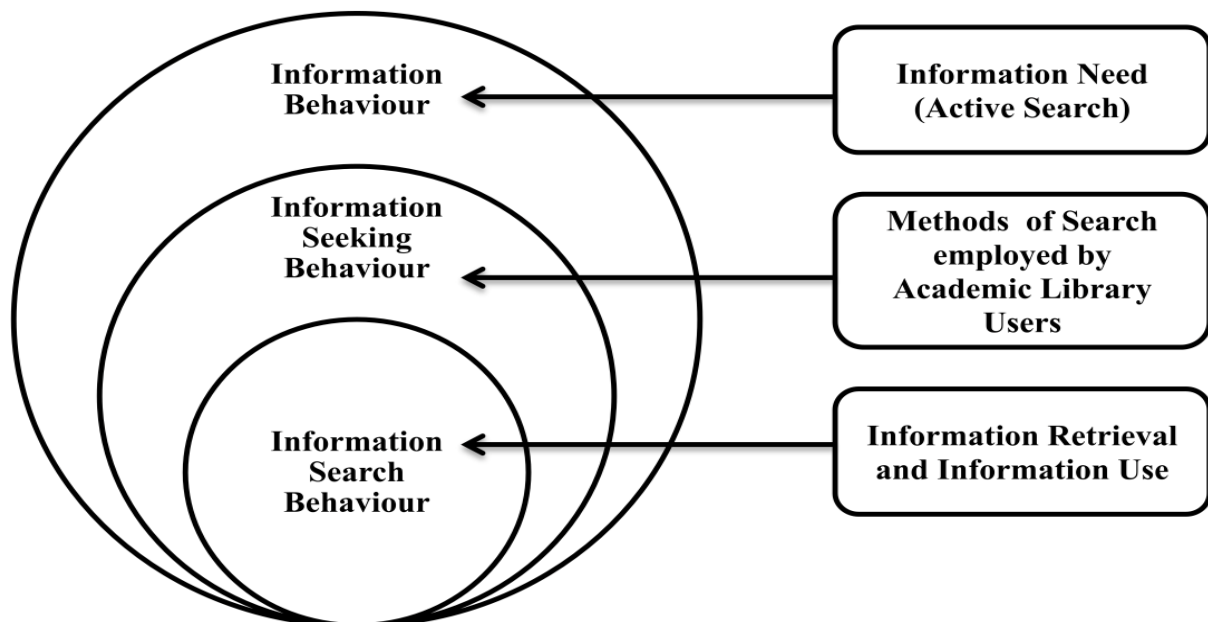 Information
Behaviour
Information Need
(Active Search)
Information
Seeking
Behaviour
Methods of Search
employed by
Academic Library
Users
Information
Search
Behaviour
Information Retrieval
and Information Use